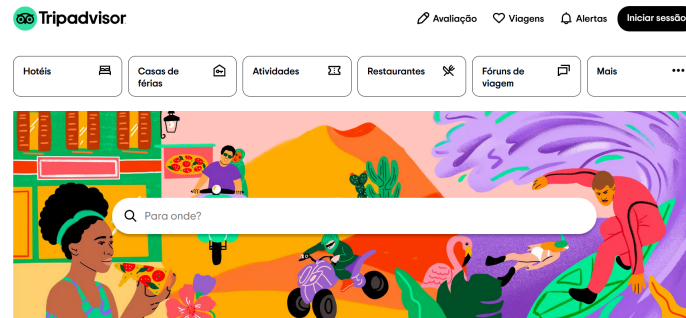 Tripadvisor
Avaliação
Viagens
Alertas
Iniciar sessão
Hotéis
Casas de
férias
Atividades
Restaurantes
Fóruns de
viagem
Mais
Para onde?